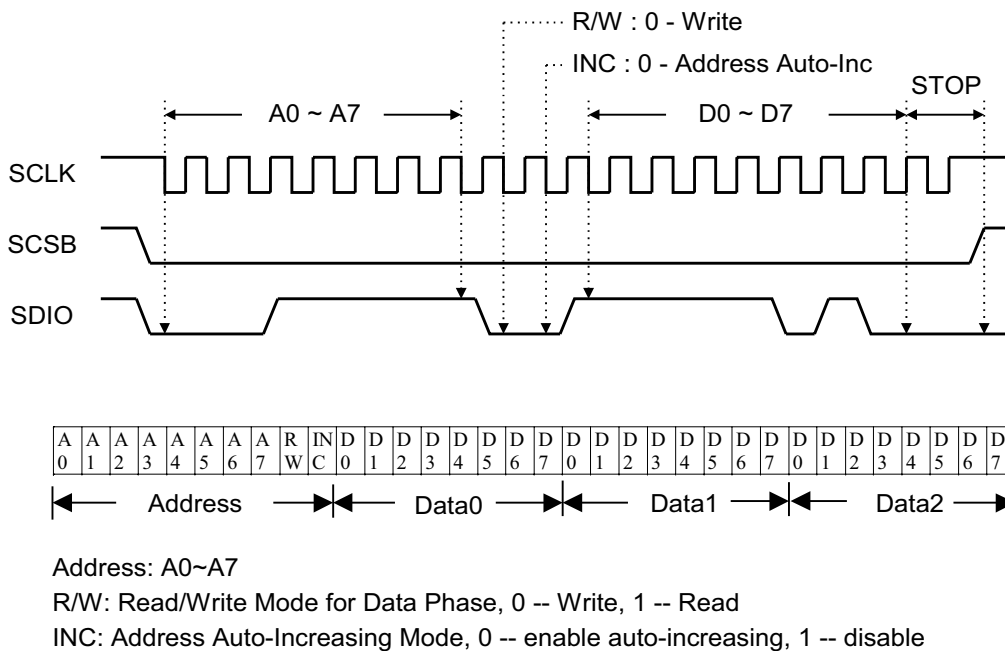 R/W : 0 - Write
INC : 0 - Address Auto-Inc
STOP
A0 ~ A7
D0 ~ D7
SCLK
SCSB
SDIO
A0 A1 A2 A3 A4 A5 A6 A7 RW INC D0 D1 D2 D3 D4 D5 D6 D7 D0 D1 D2 D3 D4 D5 D6 D7 D0 D1 D2 D3 D4 D5 D6 D7
Address Data0 Data1 Data2
Address: A0~A7
R/W: Read/Write Mode for Data Phase, 0 -- Write, 1 -- Read
INC: Address Auto-Increasing Mode, 0 -- enable auto-increasing, 1 -- disable